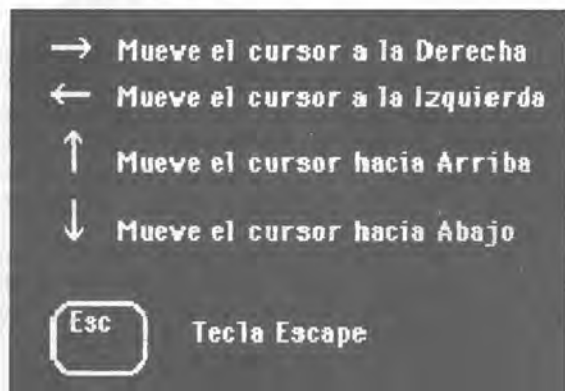 → Mueve el cursor a la Derecha
← Mueve el cursor a la Izquierda
↑ Mueve el cursor hacia Arriba
↓ Mueve el cursor hacia Abajo
Esc Tecla Escape